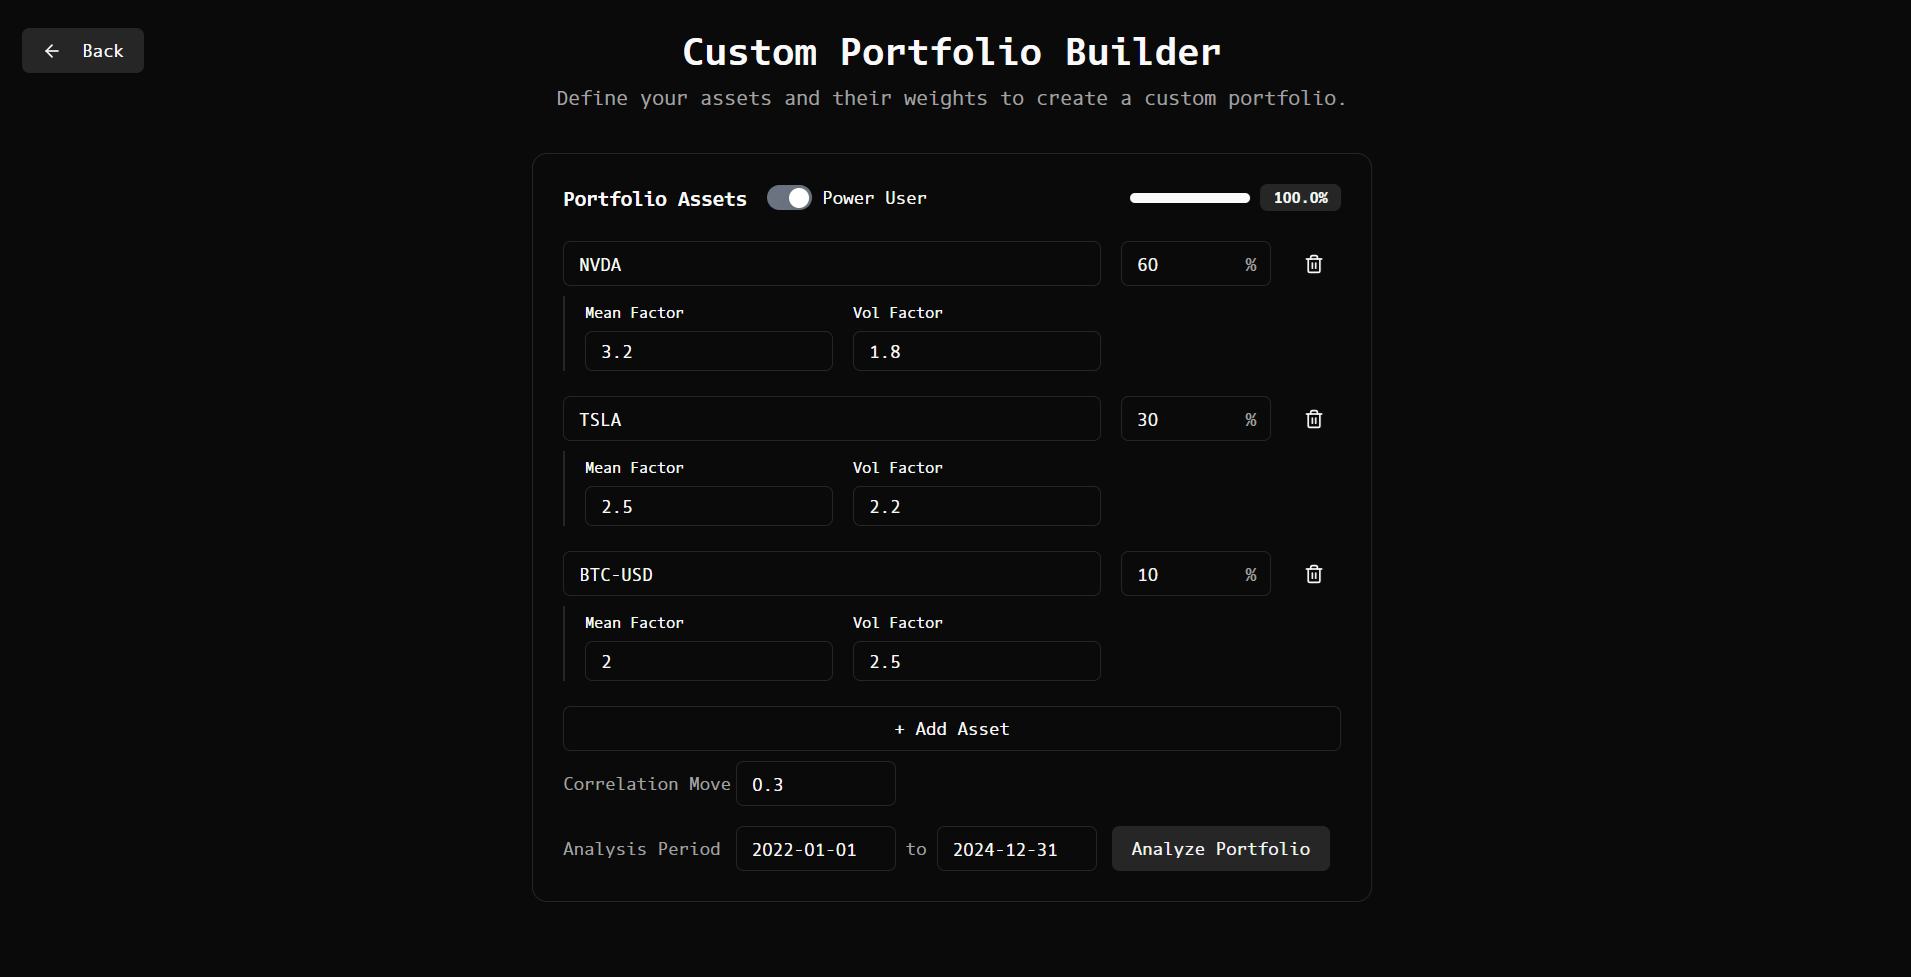 Back
Custom Portfolio Builder
Define your assets and their weights to create a custom portfolio.
Portfolio Assets Power User 100.0%
NVDA 60 %
Mean Factor Vol Factor
3.2 1.8
TSLA 30 %
Mean Factor Vol Factor
2.5 2.2
BTC-USD 10 %
Mean Factor Vol Factor
2 2.5
+ Add Asset
Correlation Move 0.3
Analysis Period 2022-01-01 to 2024-12-31 Analyze Portfolio